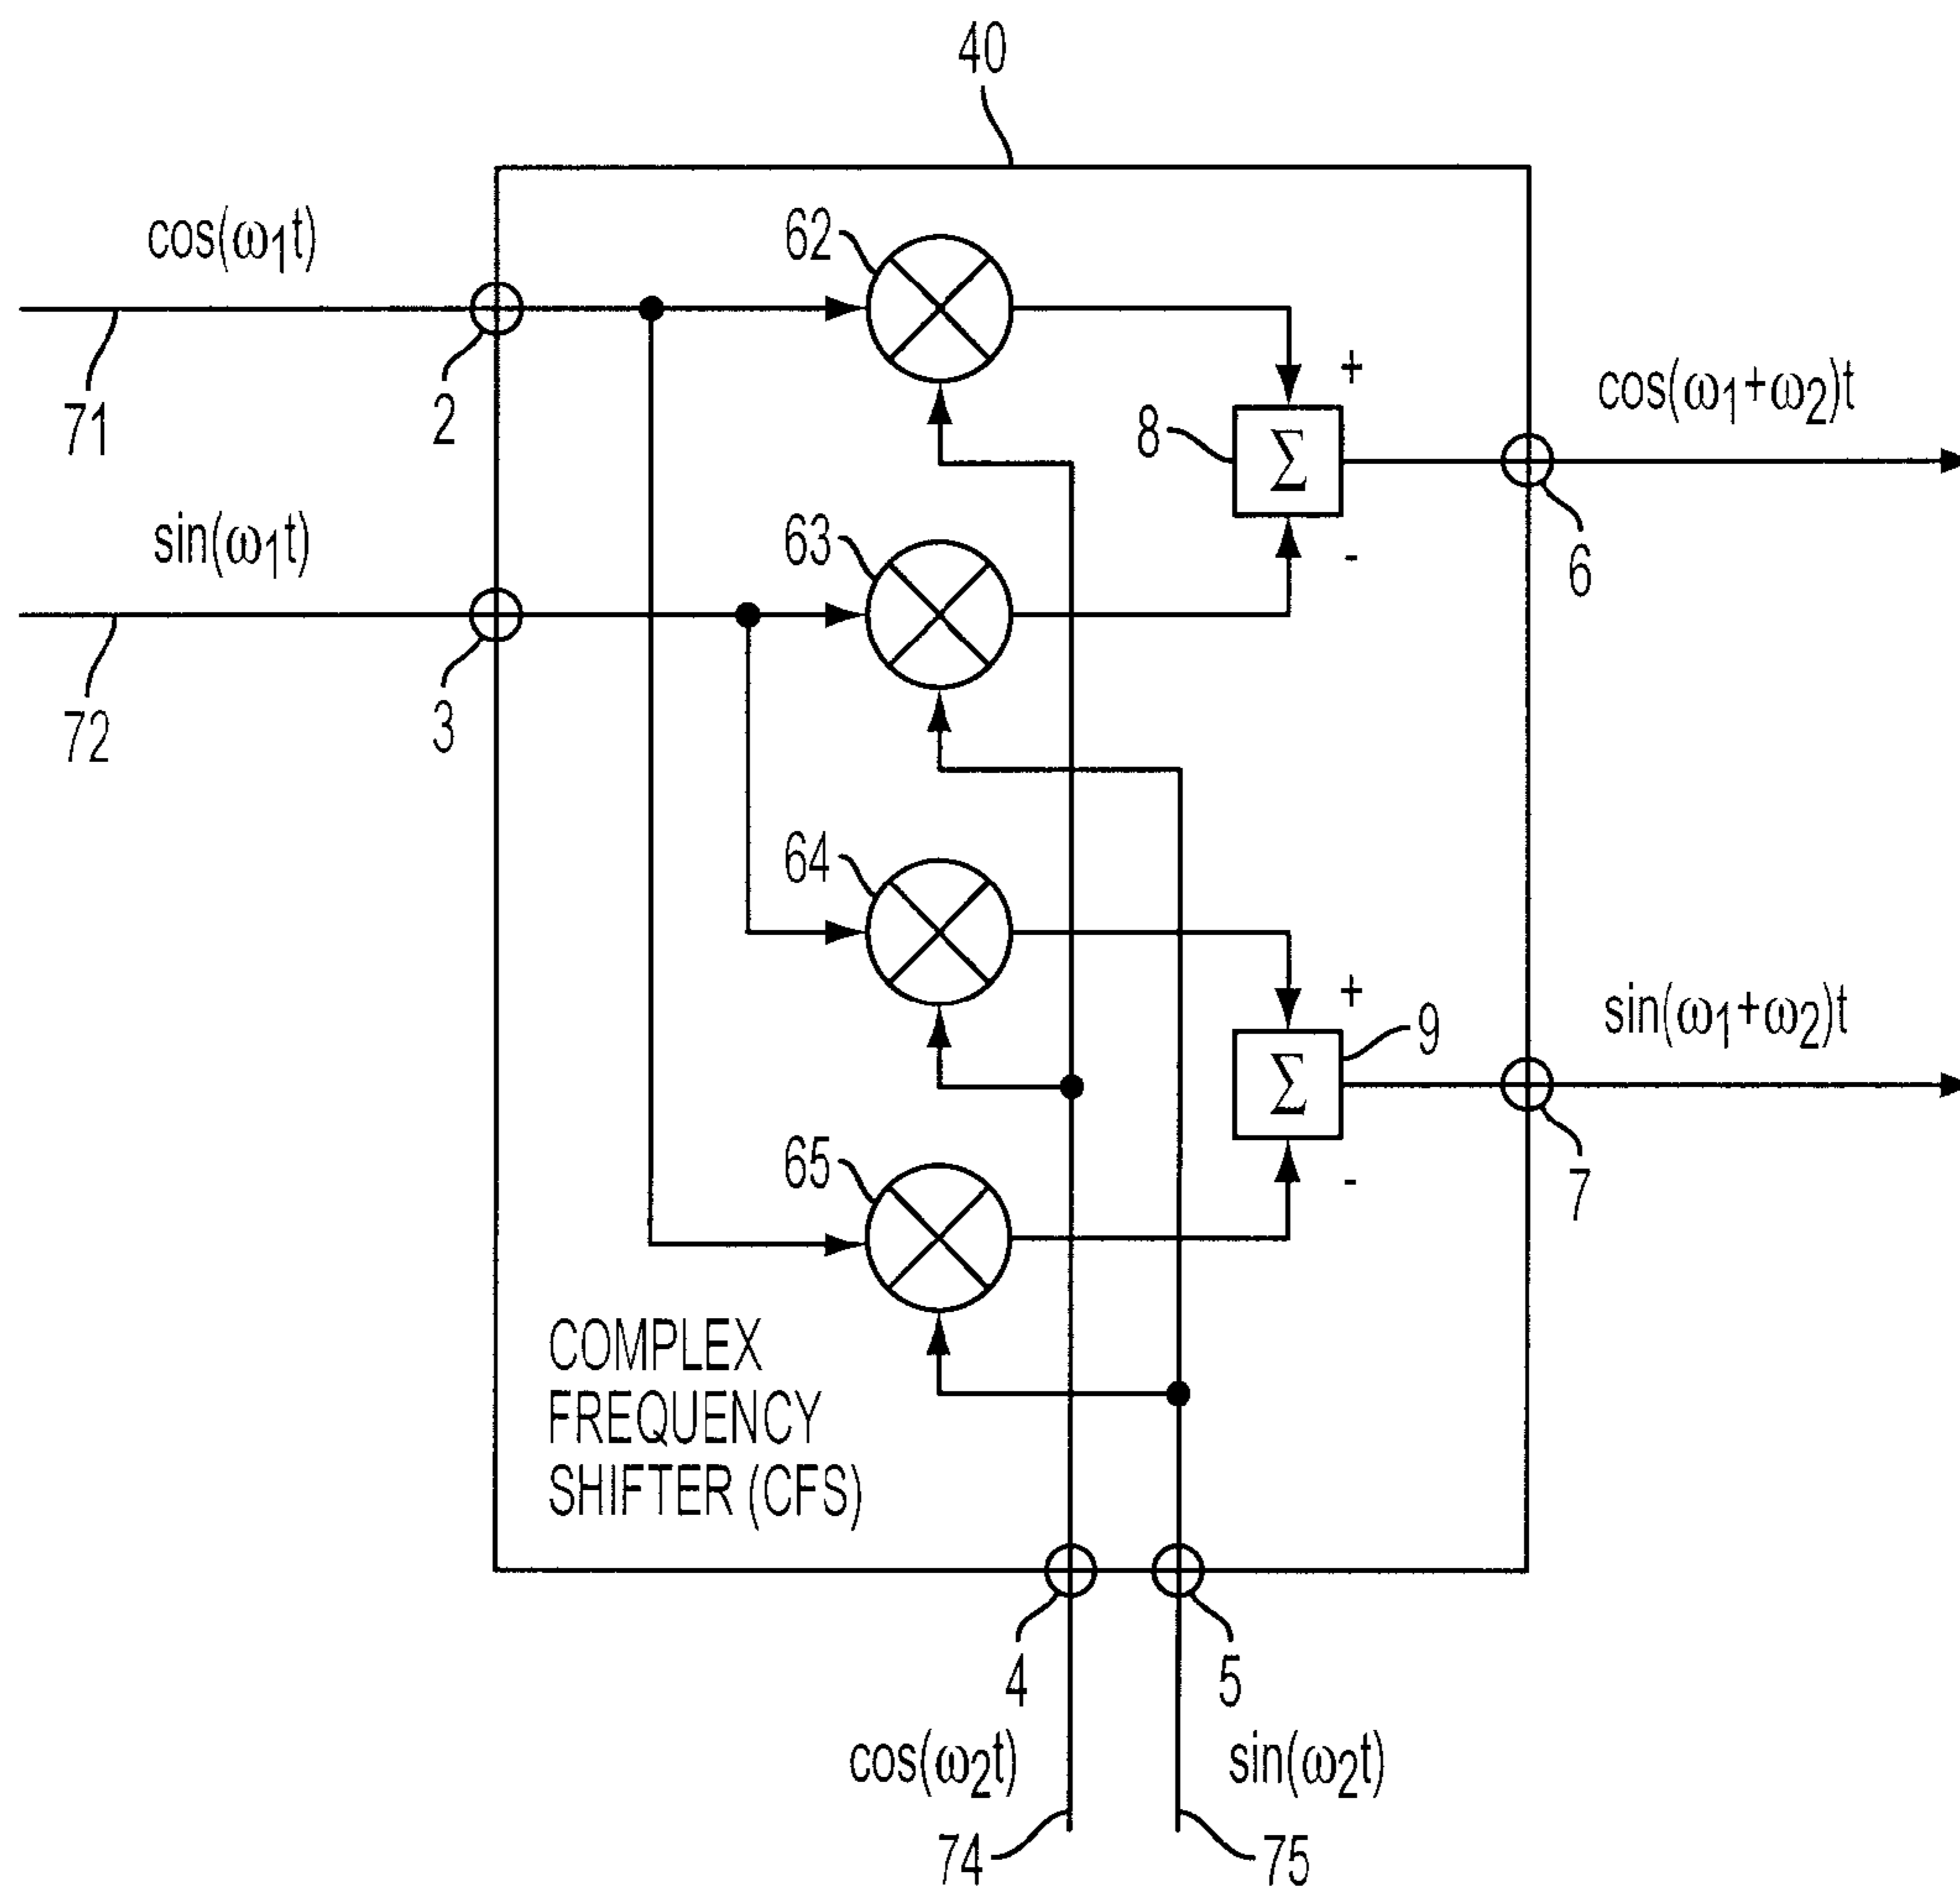 40
cos(ω1t)
62
+
cos(ω1+ω2)t
71
2
8
Σ
6
sin(ω1t)
63
-
72
3
64
+
sin(ω1+ω2)t
9
Σ
7
65
-
COMPLEX
FREQUENCY
SHIFTER (CFS)
4
5
cos(ω2t)
sin(ω2t)
74
75